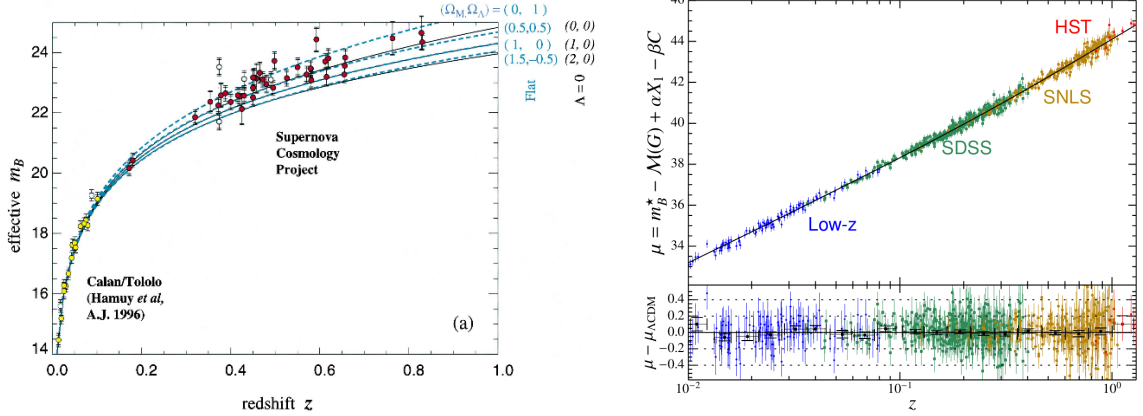 (Ω_M,Ω_Λ) = ( 0, 1 )
(0.5,0.5) (0, 0)
( 1, 0 ) (1, 0)
(1.5,−0.5) (2, 0)
Flat
Λ = 0
24
22
20
18
16
14
effective m_B
Supernova
Cosmology
Project
Calan/Tololo
(Hamuy et al,
A.J. 1996)
(a)
0.0 0.2 0.4 0.6 0.8 1.0
redshift z
44
42
40
38
36
34
μ = m*_B − M(G) + αX_1 − βC
HST
SNLS
SDSS
Low-z
0.4
0.2
0.0
−0.2
−0.4
μ − μ_ΛCDM
10^−2 10^−1 10^0
z